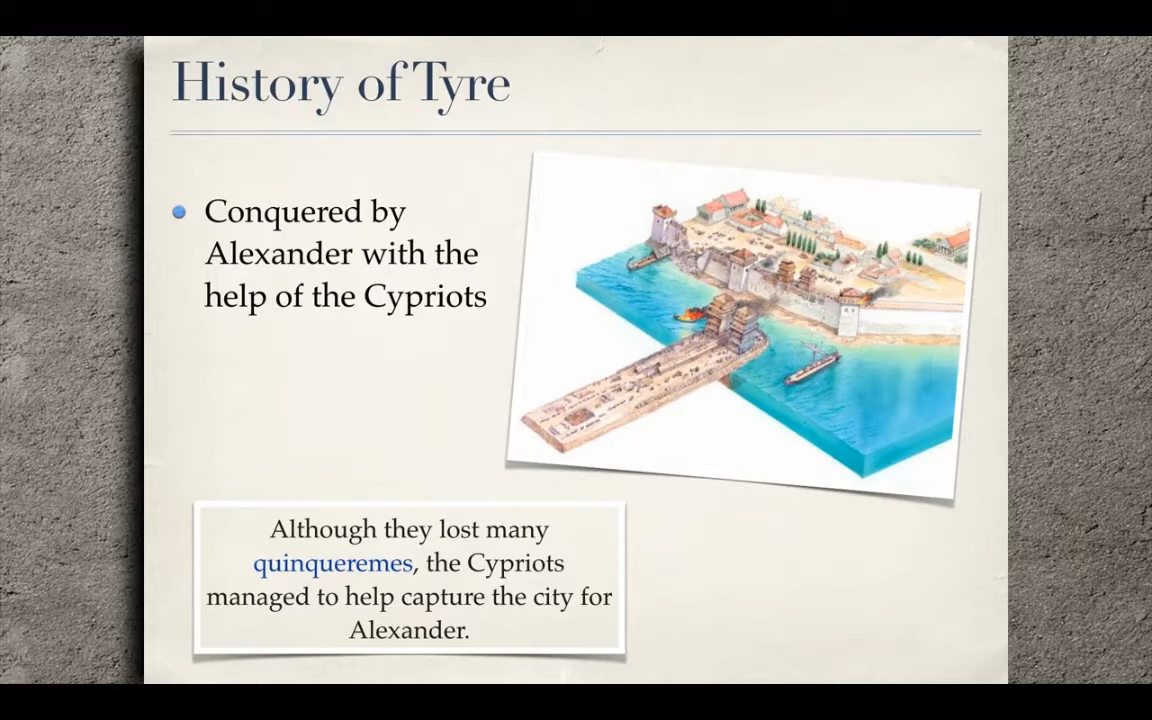 History of Tyre
Conquered by
Alexander with the
help of the Cypriots
Although they lost many
quinqueremes, the Cypriots
managed to help capture the city for
Alexander.